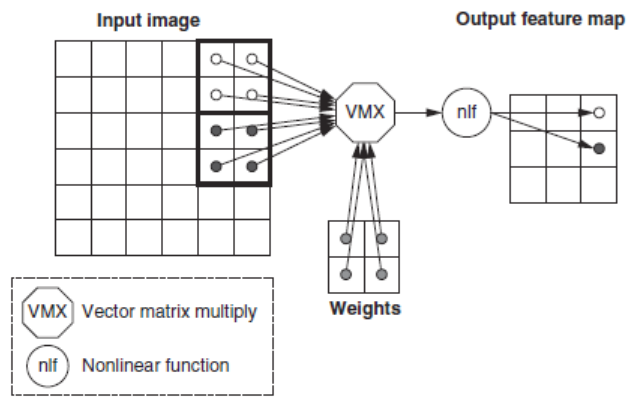 Input image
Output feature map
VMX
nlf
Weights
VMX Vector matrix multiply
nlf Nonlinear function